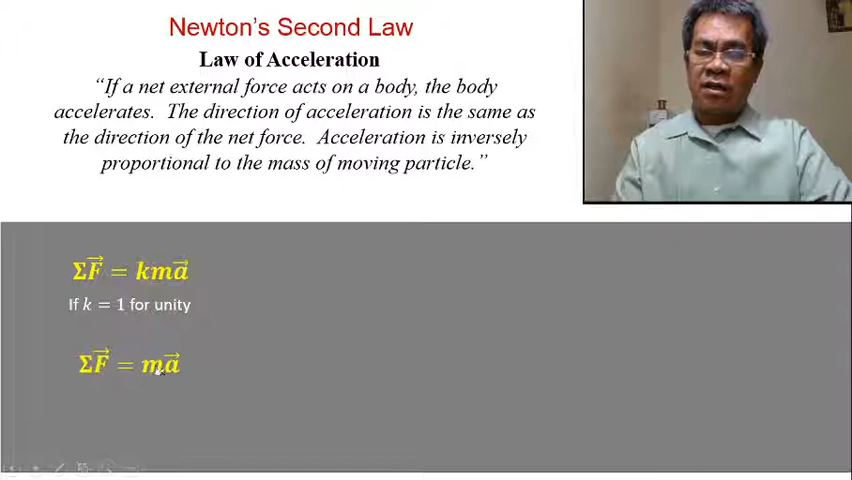 Newton’s Second Law
Law of Acceleration
“If a net external force acts on a body, the body
accelerates. The direction of acceleration is the same as
the direction of the net force. Acceleration is inversely
proportional to the mass of moving particle.”
Σ𝑭⃗ = 𝒌𝒎𝒂⃗
If 𝑘 = 1 for unity
Σ𝑭⃗ = 𝒎𝒂⃗